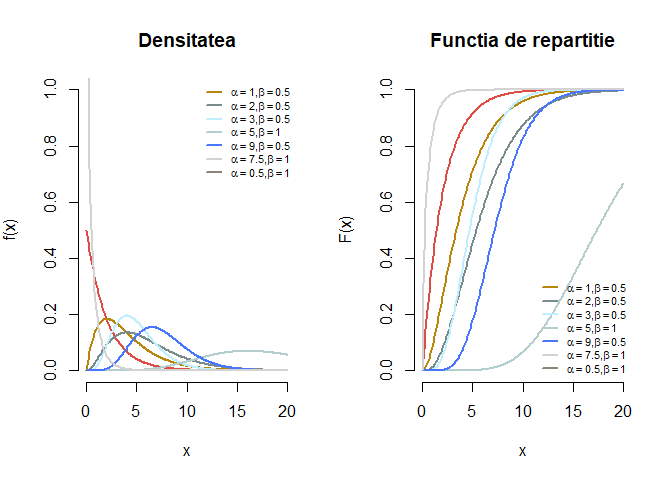 Densitatea
f(x)
1.0
0.8
0.6
0.4
0.2
0.0
α = 1,β = 0.5
α = 2,β = 0.5
α = 3,β = 0.5
α = 5,β = 1
α = 9,β = 0.5
α = 7.5,β = 1
α = 0.5,β = 1
0 5 10 15 20
x
Functia de repartitie
F(x)
1.0
0.8
0.6
0.4
0.2
0.0
α = 1,β = 0.5
α = 2,β = 0.5
α = 3,β = 0.5
α = 5,β = 1
α = 9,β = 0.5
α = 7.5,β = 1
α = 0.5,β = 1
0 5 10 15 20
x